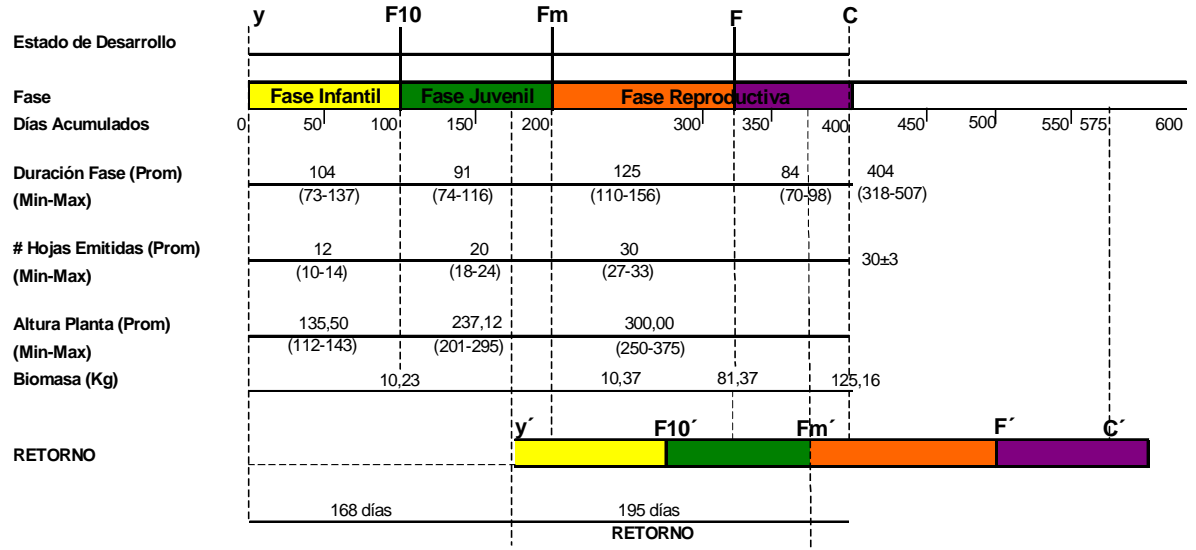 y F10 Fm F C
Estado de Desarrollo
Fase Fase Infantil Fase Juvenil Fase Reproductiva
Días Acumulados 0 50 100 150 200 300 350 400 450 500 550 575 600
Duración Fase (Prom) 104 91 125 84 404
(Min-Max) (73-137) (74-116) (110-156) (70-98) (318-507)
# Hojas Emitidas (Prom) 12 20 30
(Min-Max) (10-14) (18-24) (27-33) 30±3
Altura Planta (Prom) 135,50 237,12 300,00
(Min-Max) (112-143) (201-295) (250-375)
Biomasa (Kg) 10,23 10,37 81,37 125,16
y´ F10´ Fm´ F´ C´
RETORNO
168 días 195 días
RETORNO